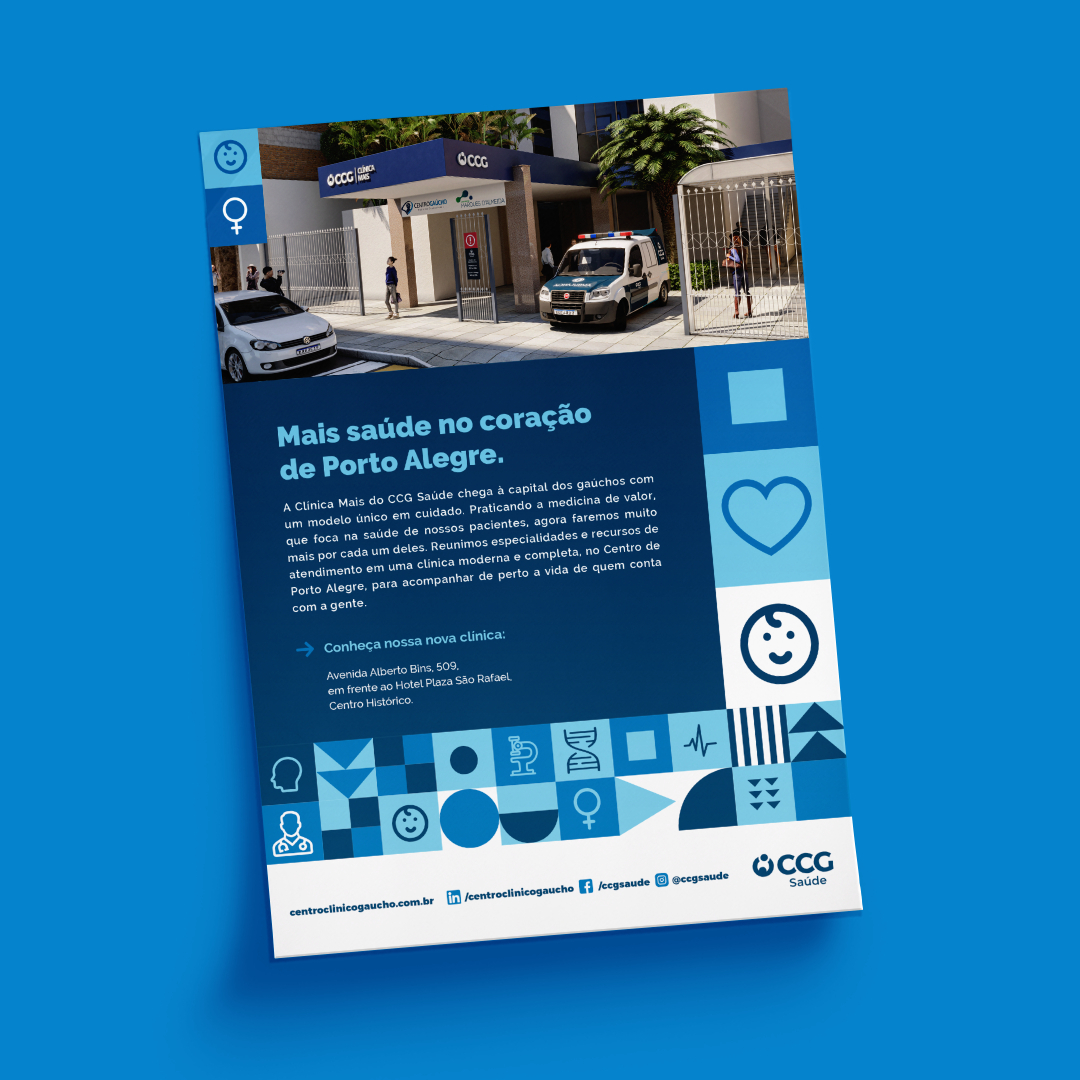 CCG CLÍNICA MAIS
CCG
CENTROGAÚCHO
MARQUES D'ALMEIDA
Mais saúde no coração
de Porto Alegre.
A Clínica Mais do CCG Saúde chega à capital dos gaúchos com
um modelo único em cuidado. Praticando a medicina de valor,
que foca na saúde de nossos pacientes, agora faremos muito
mais por cada um deles. Reunimos especialidades e recursos de
atendimento em uma clínica moderna e completa, no Centro de
Porto Alegre, para acompanhar de perto a vida de quem conta
com a gente.
Conheça nossa nova clínica:
Avenida Alberto Bins, 509,
em frente ao Hotel Plaza São Rafael,
Centro Histórico.
centroclinicogaucho.com.br
/centroclinicogaucho
/ccgsaude
@ccgsaude
CCG
Saúde